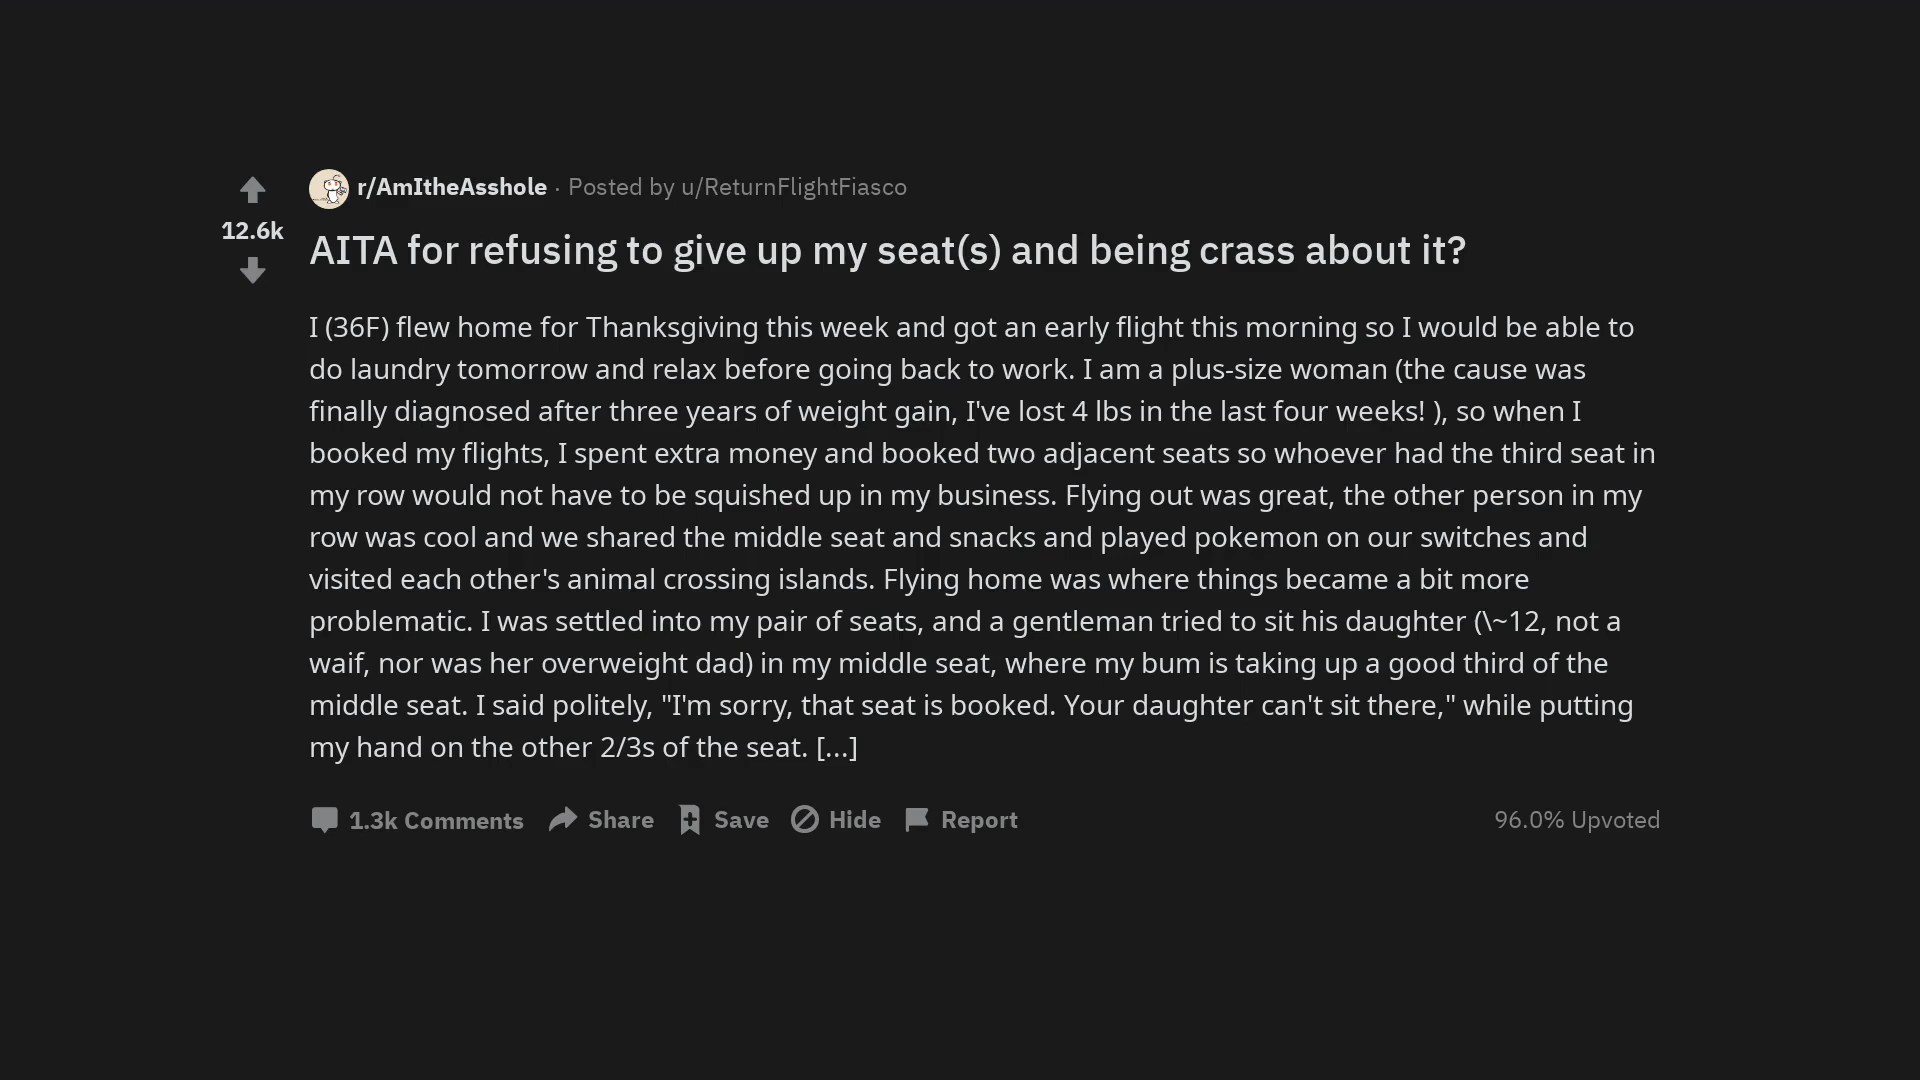 r/AmItheAsshole · Posted by u/ReturnFlightFiasco
12.6k
AITA for refusing to give up my seat(s) and being crass about it?
I (36F) flew home for Thanksgiving this week and got an early flight this morning so I would be able to
do laundry tomorrow and relax before going back to work. I am a plus-size woman (the cause was
finally diagnosed after three years of weight gain, I've lost 4 lbs in the last four weeks! ), so when I
booked my flights, I spent extra money and booked two adjacent seats so whoever had the third seat in
my row would not have to be squished up in my business. Flying out was great, the other person in my
row was cool and we shared the middle seat and snacks and played pokemon on our switches and
visited each other's animal crossing islands. Flying home was where things became a bit more
problematic. I was settled into my pair of seats, and a gentleman tried to sit his daughter (\~12, not a
waif, nor was her overweight dad) in my middle seat, where my bum is taking up a good third of the
middle seat. I said politely, "I'm sorry, that seat is booked. Your daughter can't sit there," while putting
my hand on the other 2/3s of the seat. [...]
1.3k Comments Share Save Hide Report 96.0% Upvoted